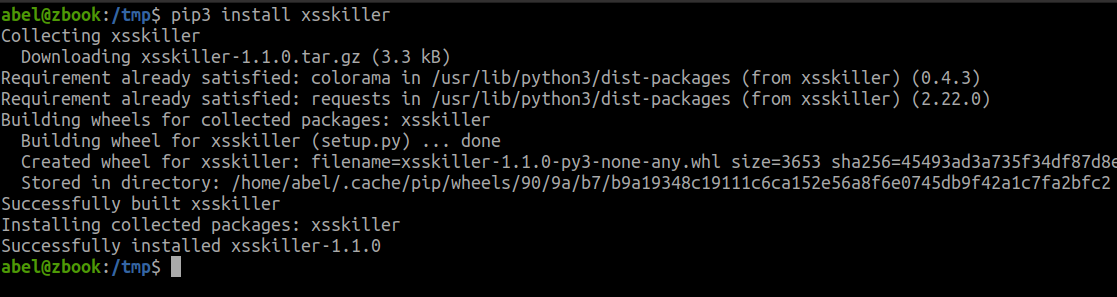 abel@zbook:/tmp$ pip3 install xsskiller
Collecting xsskiller
  Downloading xsskiller-1.1.0.tar.gz (3.3 kB)
Requirement already satisfied: colorama in /usr/lib/python3/dist-packages (from xsskiller) (0.4.3)
Requirement already satisfied: requests in /usr/lib/python3/dist-packages (from xsskiller) (2.22.0)
Building wheels for collected packages: xsskiller
  Building wheel for xsskiller (setup.py) ... done
  Created wheel for xsskiller: filename=xsskiller-1.1.0-py3-none-any.whl size=3653 sha256=45493ad3a735f34df87d8e
  Stored in directory: /home/abel/.cache/pip/wheels/90/9a/b7/b9a19348c19111c6ca152e56a8f6e0745db9f42a1c7fa2bfc2
Successfully built xsskiller
Installing collected packages: xsskiller
Successfully installed xsskiller-1.1.0
abel@zbook:/tmp$